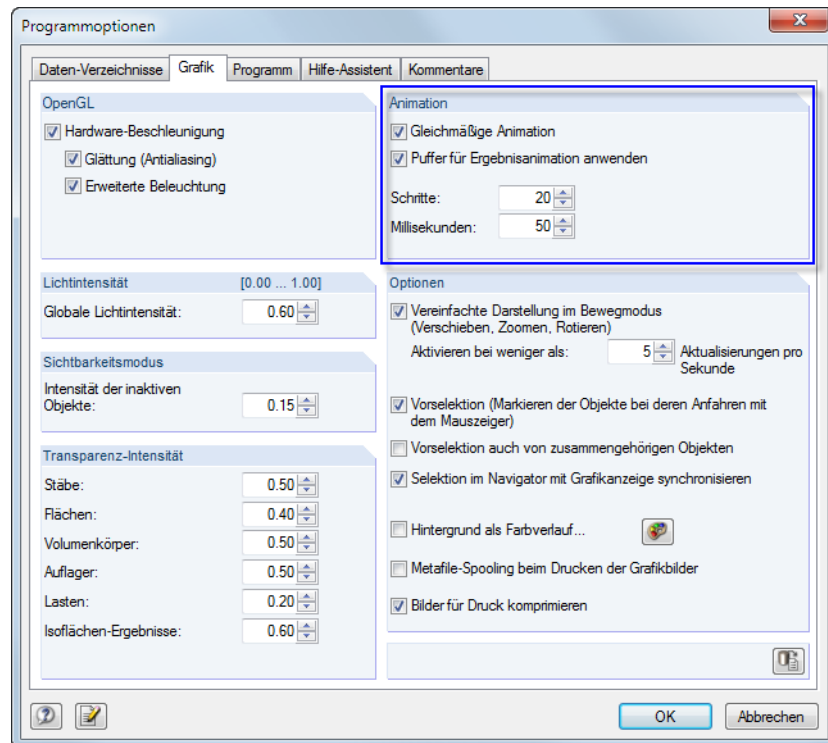 Programmoptionen
Daten-Verzeichnisse
Grafik
Programm
Hilfe-Assistent
Kommentare
OpenGL
Hardware-Beschleunigung
Glättung (Antialiasing)
Erweiterte Beleuchtung
Lichtintensität [0.00 ... 1.00]
Globale Lichtintensität: 0.60
Sichtbarkeitsmodus
Intensität der inaktiven
Objekte: 0.15
Transparenz-Intensität
Stäbe: 0.50
Flächen: 0.40
Volumenkörper: 0.50
Auflager: 0.50
Lasten: 0.20
Isoflächen-Ergebnisse: 0.60
Animation
Gleichmäßige Animation
Puffer für Ergebnisanimation anwenden
Schritte: 20
Millisekunden: 50
Optionen
Vereinfachte Darstellung im Bewegmodus
(Verschieben, Zoomen, Rotieren)
Aktivieren bei weniger als: 5 Aktualisierungen pro
Sekunde
Vorselektion (Markieren der Objekte bei deren Anfahren mit
dem Mauszeiger)
Vorselektion auch von zusammengehörigen Objekten
Selektion im Navigator mit Grafikanzeige synchronisieren
Hintergrund als Farbverlauf...
Metafile-Spooling beim Drucken der Grafikbilder
Bilder für Druck komprimieren
OK
Abbrechen